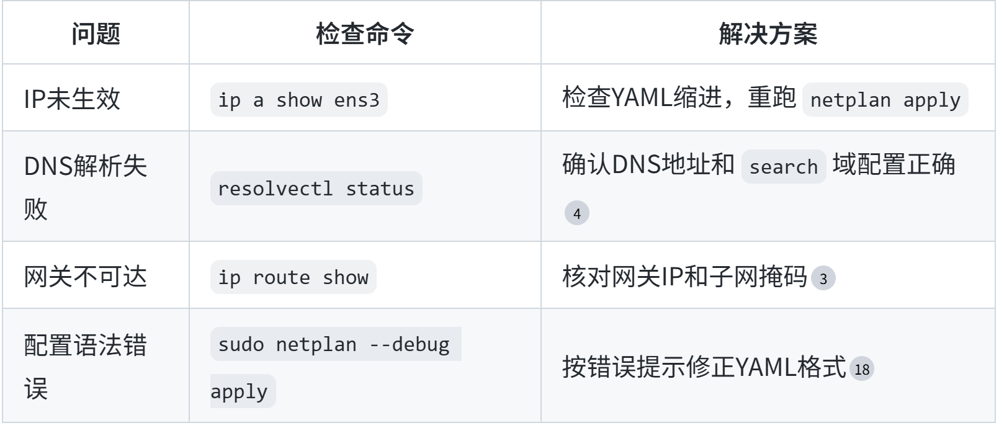 问题 检查命令 解决方案
IP未生效 ip a show ens3 检查YAML缩进，重跑 netplan apply
DNS解析失
败
resolvectl status
确认DNS地址和 search 域配置正确
4
网关不可达 ip route show 核对网关IP和子网掩码 3
配置语法错
误
sudo netplan --debug
apply
按错误提示修正YAML格式 18